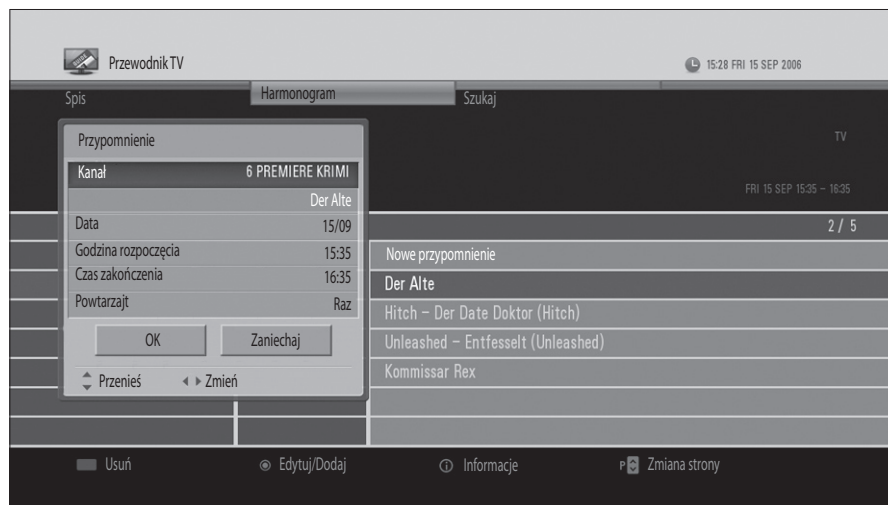 Przewodnik TV
15:28 FRI 15 SEP 2006
Spis
Harmonogram
Szukaj
TV
FRI 15 SEP 15:35 – 16:35
2 / 5
Przypomnienie
Kanał 6 PREMIERE KRIMI
Der Alte
Data 15/09
Godzina rozpoczęcia 15:35
Czas zakończenia 16:35
Powtarzajt Raz
OK Zaniechaj
Przenieś Zmień
Nowe przypomnienie
Der Alte
Hitch – Der Date Doktor (Hitch)
Unleashed – Entfesselt (Unleashed)
Kommissar Rex
Usuń Edytuj/Dodaj Informacje P Zmiana strony